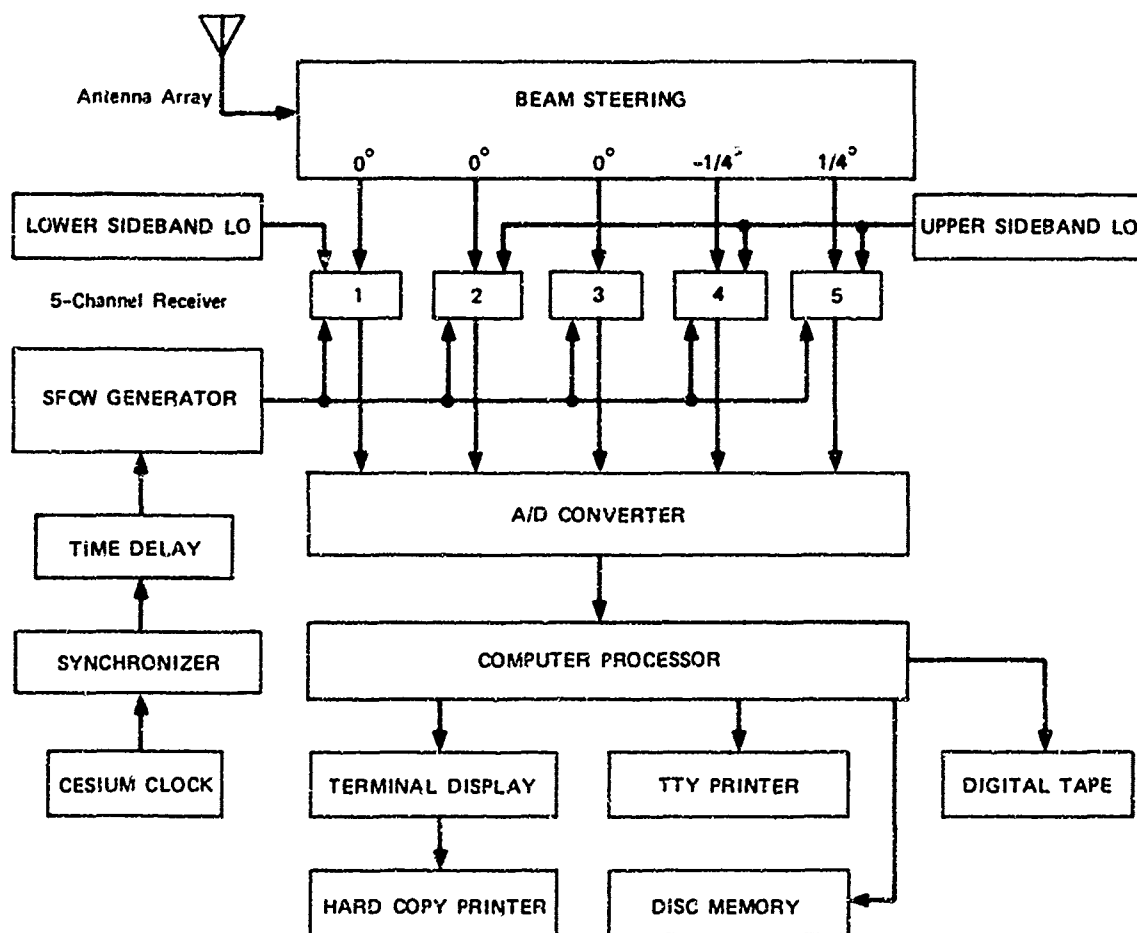 Antenna Array
BEAM STEERING
0° 0° 0° -1/4° 1/4°
LOWER SIDEBAND LO
UPPER SIDEBAND LO
5-Channel Receiver
1 2 3 4 5
SFCW GENERATOR
A/D CONVERTER
TIME DELAY
SYNCHRONIZER
COMPUTER PROCESSOR
CESIUM CLOCK
TERMINAL DISPLAY
TTY PRINTER
DIGITAL TAPE
HARD COPY PRINTER
DISC MEMORY